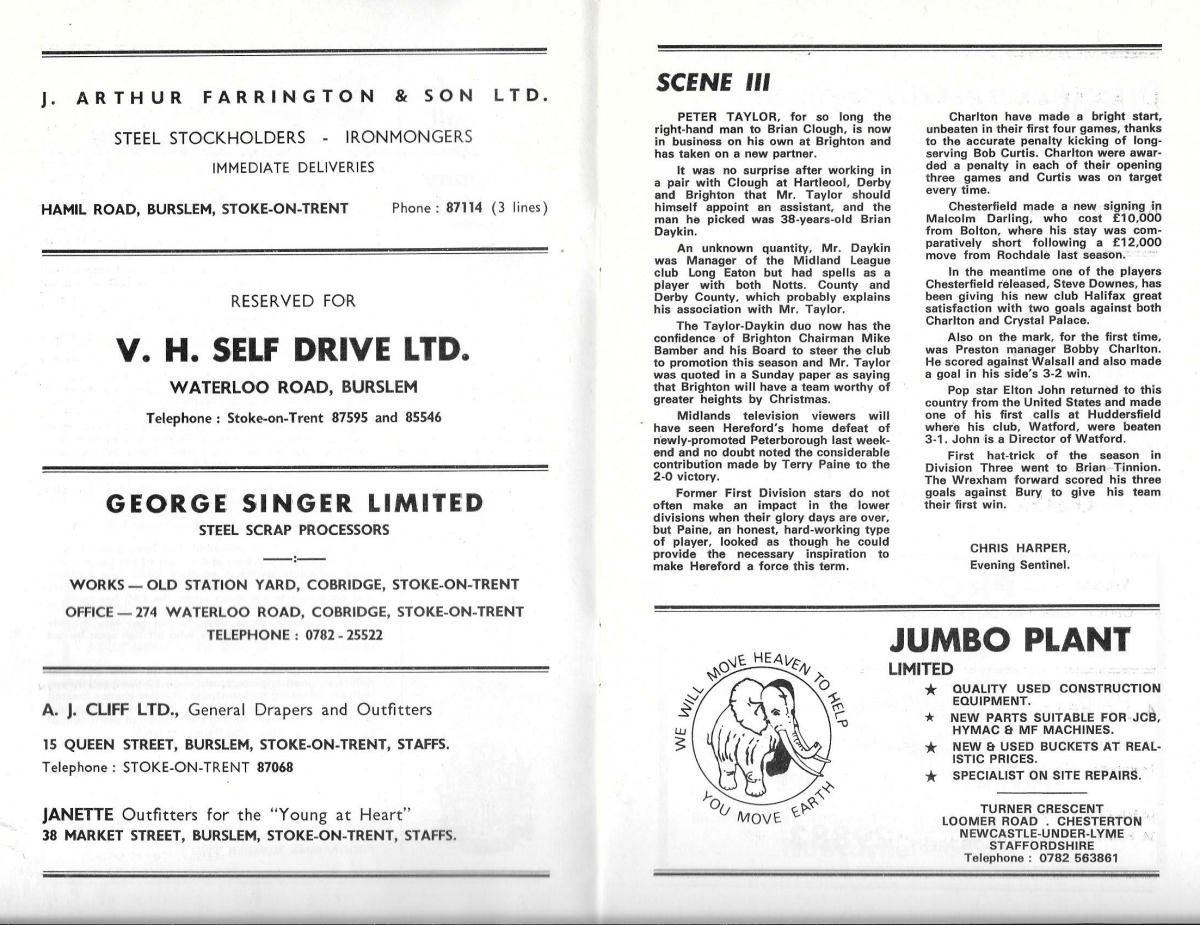 J. ARTHUR FARRINGTON & SON LTD.
STEEL STOCKHOLDERS - IRONMONGERS
IMMEDIATE DELIVERIES
HAMIL ROAD, BURSLEM, STOKE-ON-TRENT Phone : 87114 (3 lines)
RESERVED FOR
V. H. SELF DRIVE LTD.
WATERLOO ROAD, BURSLEM
Telephone : Stoke-on-Trent 87595 and 85546
GEORGE SINGER LIMITED
STEEL SCRAP PROCESSORS
WORKS — OLD STATION YARD, COBRIDGE, STOKE-ON-TRENT
OFFICE — 274 WATERLOO ROAD, COBRIDGE, STOKE-ON-TRENT
TELEPHONE : 0782 - 25522
A. J. CLIFF LTD., General Drapers and Outfitters
15 QUEEN STREET, BURSLEM, STOKE-ON-TRENT, STAFFS.
Telephone : STOKE-ON-TRENT 87068
JANETTE Outfitters for the "Young at Heart"
38 MARKET STREET, BURSLEM, STOKE-ON-TRENT, STAFFS.
SCENE III
PETER TAYLOR, for so long the
right-hand man to Brian Clough, is now
in business on his own at Brighton and
has taken on a new partner.
It was no surprise after working in
a pair with Clough at Hartleool, Derby
and Brighton that Mr. Taylor should
himself appoint an assistant, and the
man he picked was 38-years-old Brian
Daykin.
An unknown quantity, Mr. Daykin
was Manager of the Midland League
club Long Eaton but had spells as a
player with both Notts. County and
Derby County, which probably explains
his association with Mr. Taylor.
The Taylor-Daykin duo now has the
confidence of Brighton Chairman Mike
Bamber and his Board to steer the club
to promotion this season and Mr. Taylor
was quoted in a Sunday paper as saying
that Brighton will have a team worthy of
greater heights by Christmas.
Midlands television viewers will
have seen Hereford's home defeat of
newly-promoted Peterborough last week-
end and no doubt noted the considerable
contribution made by Terry Paine to the
2-0 victory.
Former First Division stars do not
often make an impact in the lower
divisions when their glory days are over,
but Paine, an honest, hard-working type
of player, looked as though he could
provide the necessary inspiration to
make Hereford a force this term.
Charlton have made a bright start,
unbeaten in their first four games, thanks
to the accurate penalty kicking of long-
serving Bob Curtis. Charlton were awar-
ded a penalty in each of their opening
three games and Curtis was on target
every time.
Chesterfield made a new signing in
Malcolm Darling, who cost £10,000
from Bolton, where his stay was com-
paratively short following a £12,000
move from Rochdale last season.
In the meantime one of the players
Chesterfield released, Steve Downes, has
been giving his new club Halifax great
satisfaction with two goals against both
Charlton and Crystal Palace.
Also on the mark, for the first time,
was Preston manager Bobby Charlton.
He scored against Walsall and also made
a goal in his side's 3-2 win.
Pop star Elton John returned to this
country from the United States and made
one of his first calls at Huddersfield
where his club, Watford, were beaten
3-1. John is a Director of Watford.
First hat-trick of the season in
Division Three went to Brian Tinnion.
The Wrexham forward scored his three
goals against Bury to give his team
their first win.
CHRIS HARPER,
Evening Sentinel.
WE WILL MOVE HEAVEN TO HELP
YOU MOVE EARTH
JUMBO PLANT
LIMITED
★ QUALITY USED CONSTRUCTION
EQUIPMENT.
★ NEW PARTS SUITABLE FOR JCB,
HYMAC & MF MACHINES.
★ NEW & USED BUCKETS AT REAL-
ISTIC PRICES.
★ SPECIALIST ON SITE REPAIRS.
TURNER CRESCENT
LOOMER ROAD . CHESTERTON
NEWCASTLE-UNDER-LYME
STAFFORDSHIRE
Telephone : 0782 563861